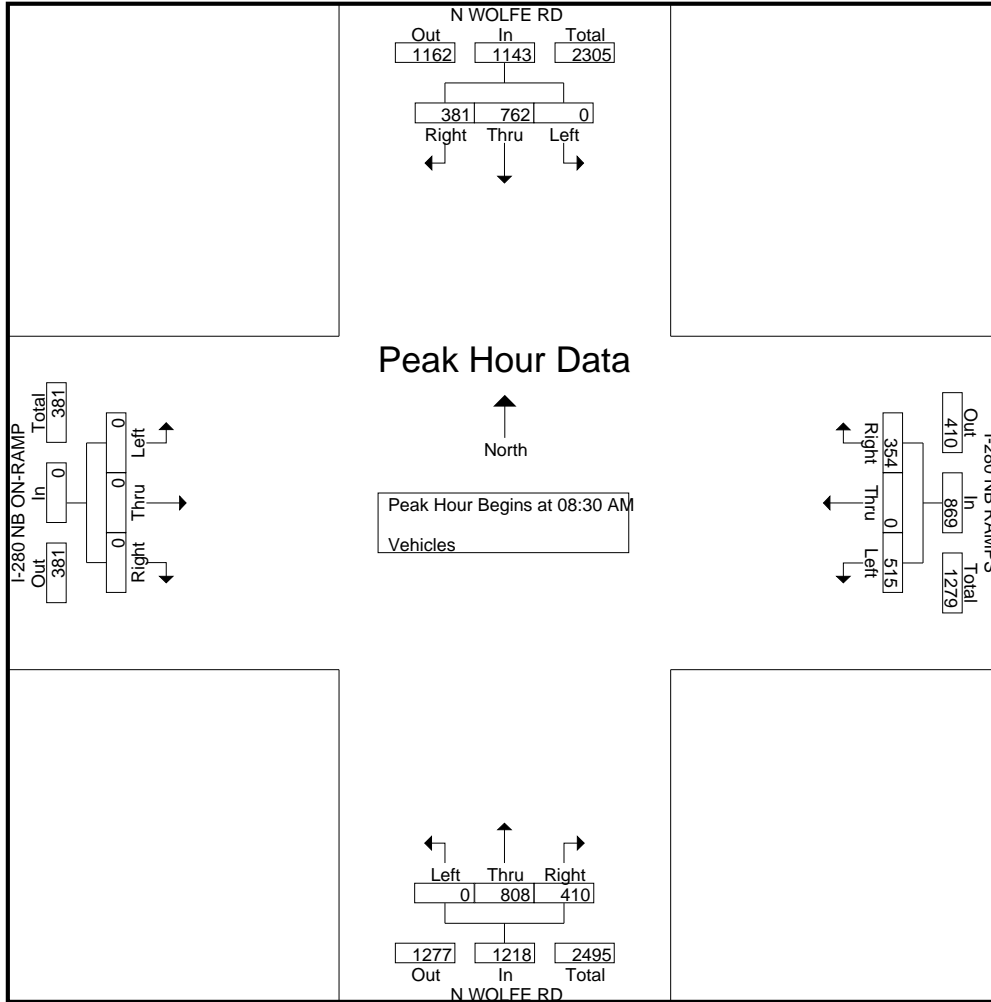 N WOLFE RD
Out In Total
1162 1143 2305
381 762 0
Right Thru Left
Peak Hour Data
North
Peak Hour Begins at 08:30 AM
Vehicles
I-280 NB ON-RAMP
Out In Total
381 0 381
0 0 0
Right Thru Left
I-280 NB RAMPS
Out In Total
410 869 1279
354 0 515
Right Thru Left
Left Thru Right
0 808 410
1277 1218 2495
Out In Total
N WOLFE RD